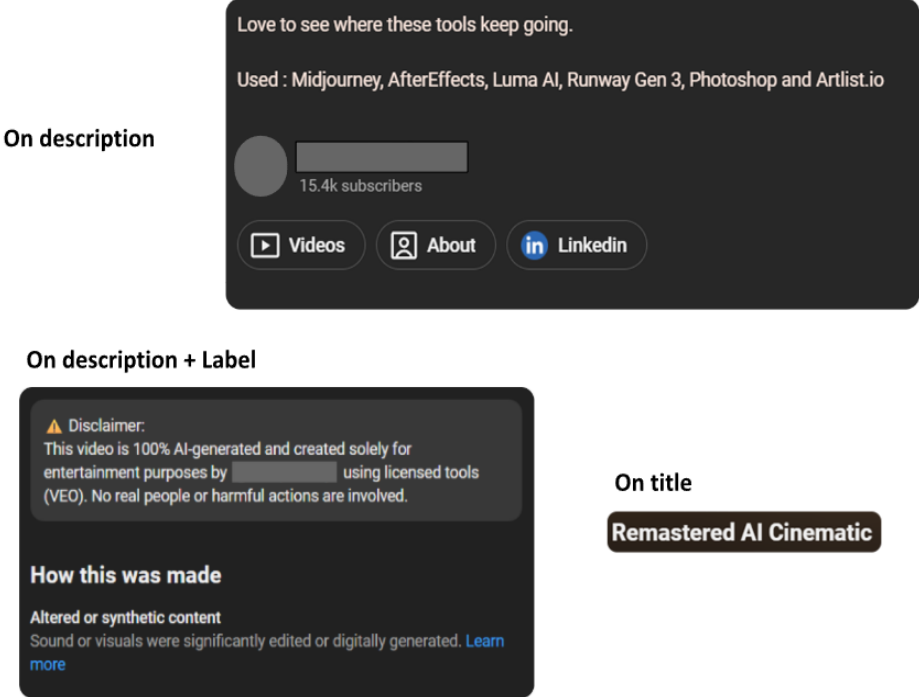 Love to see where these tools keep going.
Used : Midjourney, AfterEffects, Luma AI, Runway Gen 3, Photoshop and Artlist.io
On description
15.4k subscribers
Videos
About
in Linkedin
On description + Label
⚠ Disclaimer:
This video is 100% AI-generated and created solely for
entertainment purposes by using licensed tools
(VEO). No real people or harmful actions are involved.
How this was made
Altered or synthetic content
Sound or visuals were significantly edited or digitally generated. Learn
more
On title
Remastered AI Cinematic